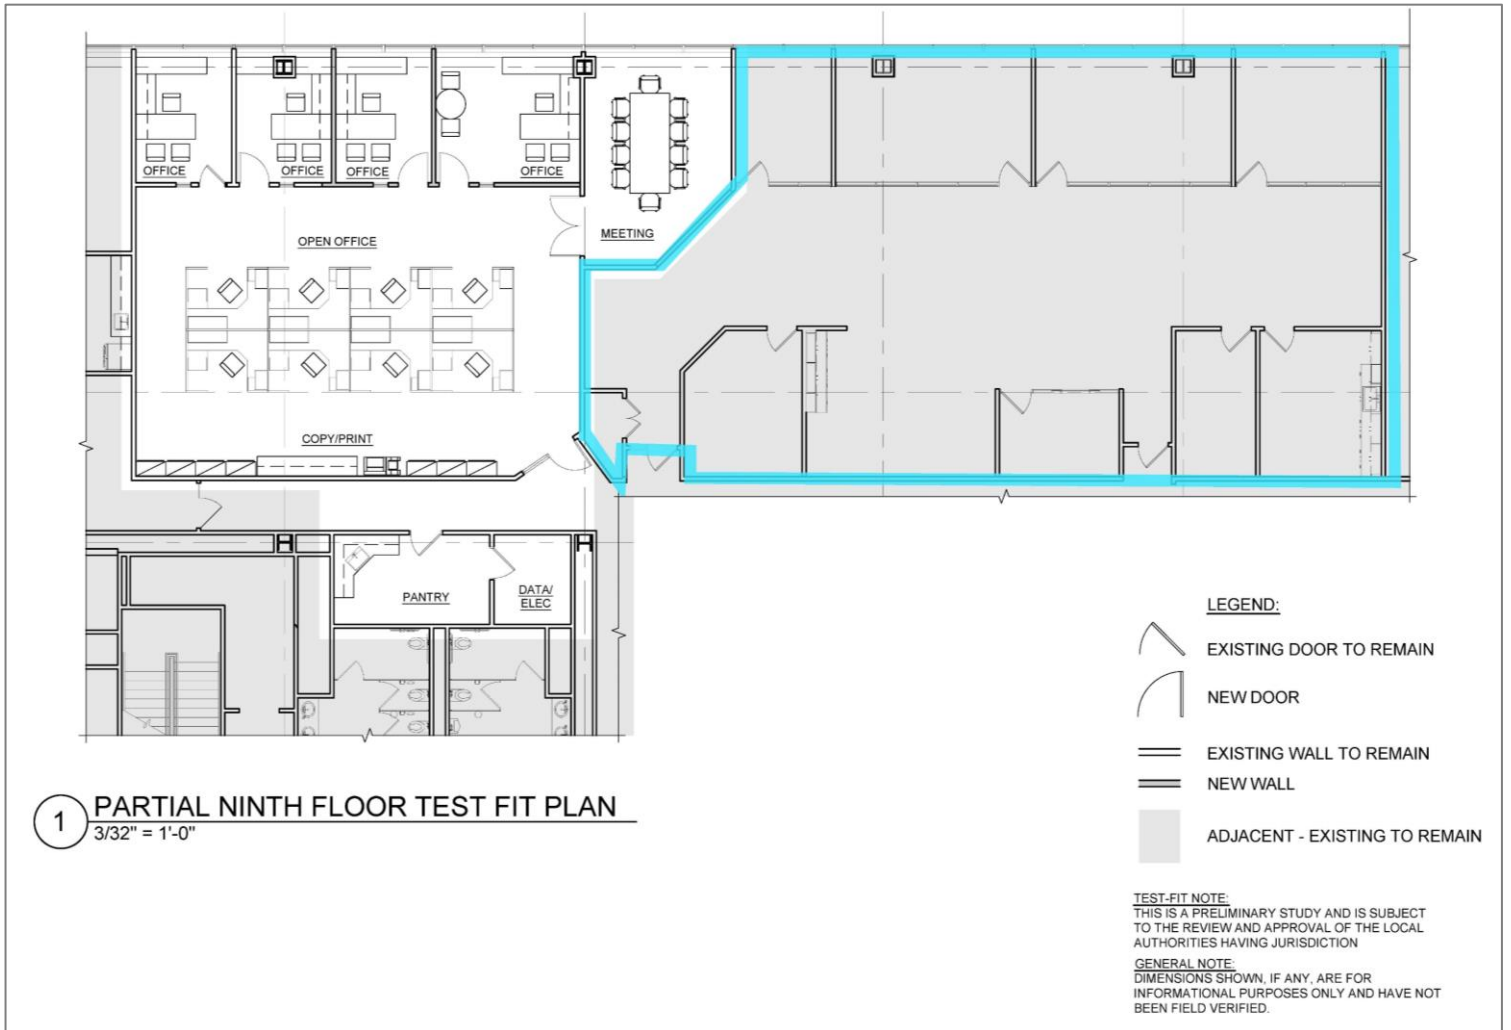 OFFICE
OFFICE
OFFICE
OFFICE
MEETING
OPEN OFFICE
COPY/PRINT
PANTRY
DATA/
ELEC
LEGEND:
EXISTING DOOR TO REMAIN
NEW DOOR
EXISTING WALL TO REMAIN
NEW WALL
ADJACENT - EXISTING TO REMAIN
1 PARTIAL NINTH FLOOR TEST FIT PLAN
3/32" = 1'-0"
TEST-FIT NOTE:
THIS IS A PRELIMINARY STUDY AND IS SUBJECT
TO THE REVIEW AND APPROVAL OF THE LOCAL
AUTHORITIES HAVING JURISDICTION
GENERAL NOTE:
DIMENSIONS SHOWN, IF ANY, ARE FOR
INFORMATIONAL PURPOSES ONLY AND HAVE NOT
BEEN FIELD VERIFIED.